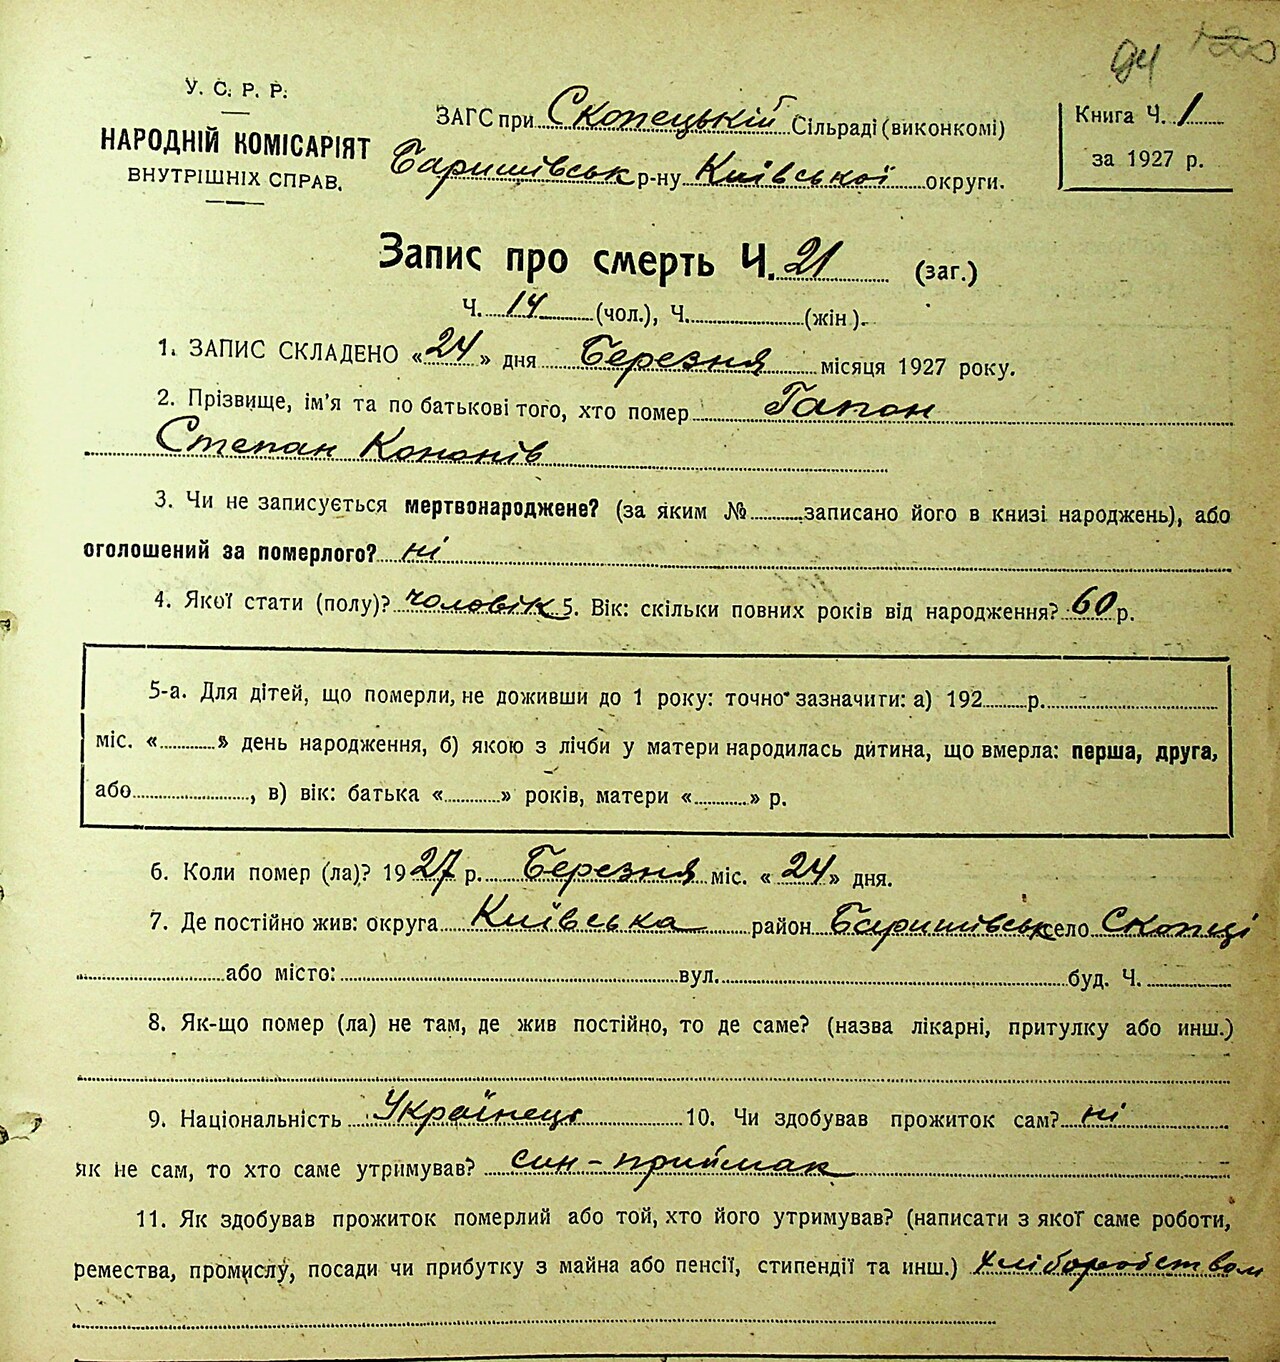 94 120
У. С. Р. Р.
НАРОДНІЙ КОМІСАРІЯТ
ВНУТРІШНІХ СПРАВ.
ЗАГС при Скопецькій Сільраді (виконкомі)
Баришівськ р-ну Київської округи.
Книга Ч. 1
за 1927 р.
Запис про смерть Ч. 21 (заг.)
Ч. 14 (чол.), Ч. (жін).
1. ЗАПИС СКЛАДЕНО «24» дня Березня місяця 1927 року.
2. Прізвище, ім'я та по батькові того, хто помер Гапон
Степан Кононів
3. Чи не записується мертвонароджене? (за яким № записано його в книзі народжень), або
оголошений за померлого? ні
4. Якої стати (полу)? чоловік 5. Вік: скільки повних років від народження? 60 р.
5-а. Для дітей, що померли, не доживши до 1 року: точно зазначити: а) 192 р.
міс. « » день народження, б) якою з лічби у матери народилась дитина, що вмерла: перша, друга,
або , в) вік: батька « » років, матери « » р.
6. Коли помер (ла)? 1927 р. Березня міс. «24» дня.
7. Де постійно жив: округа Київська район Баришівськ село Скопці
або місто: вул. буд. Ч.
8. Як-що помер (ла) не там, де жив постійно, то де саме? (назва лікарні, притулку або инш.)
9. Національність Українець 10. Чи здобував прожиток сам? ні
як не сам, то хто саме утримував? син-приймак
11. Як здобував прожиток померлий або той, хто його утримував? (написати з якої саме роботи,
ремества, промислу, посади чи прибутку з майна або пенсії, стипендії та инш.) хліборобством